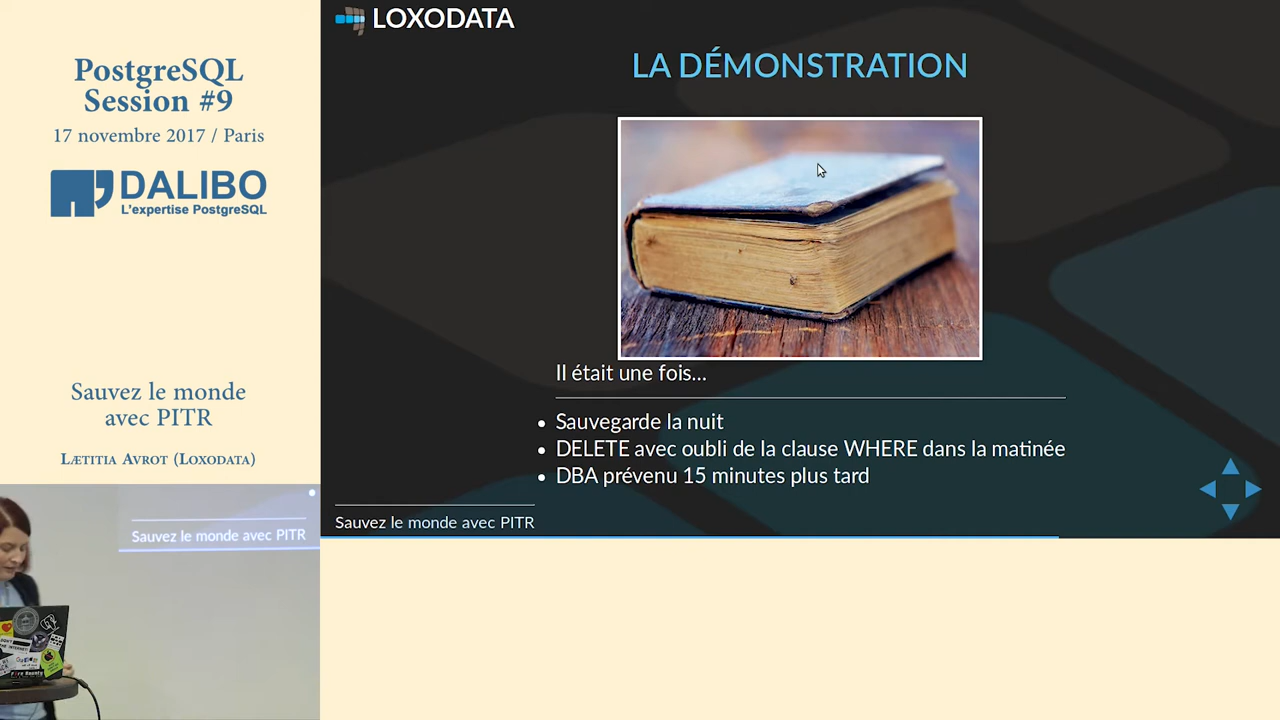 PostgreSQL
Session #9
17 novembre 2017 / Paris
DALIBO
L'expertise PostgreSQL
Sauvez le monde
avec PITR
Lætitia Avrot (Loxodata)
Sauvez le monde avec PITR
LOXODATA
LA DÉMONSTRATION
Il était une fois...
Sauvegarde la nuit
DELETE avec oubli de la clause WHERE dans la matinée
DBA prévenu 15 minutes plus tard
Sauvez le monde avec PITR